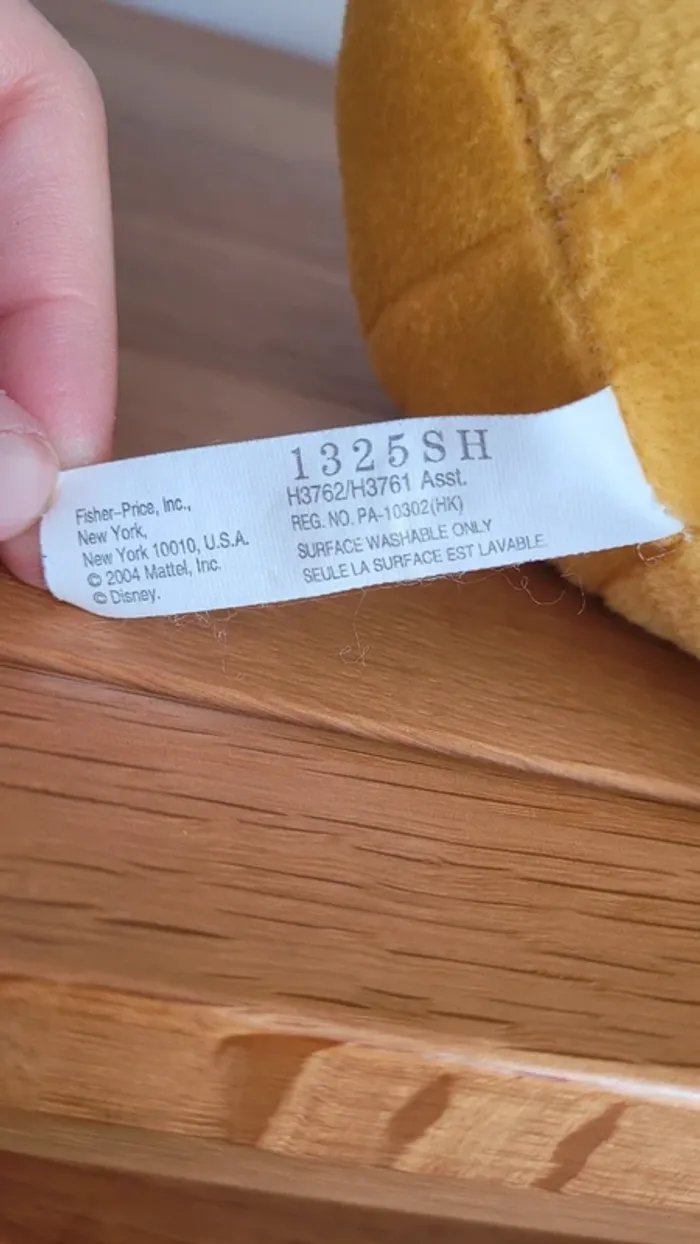 Fisher-Price, Inc.,
New York,
New York 10010, U.S.A.
© 2004 Mattel, Inc.
© Disney.
1325SH
H3762/H3761 Asst.
REG. NO. PA-10302(HK)
SURFACE WASHABLE ONLY
SEULE LA SURFACE EST LAVABLE.